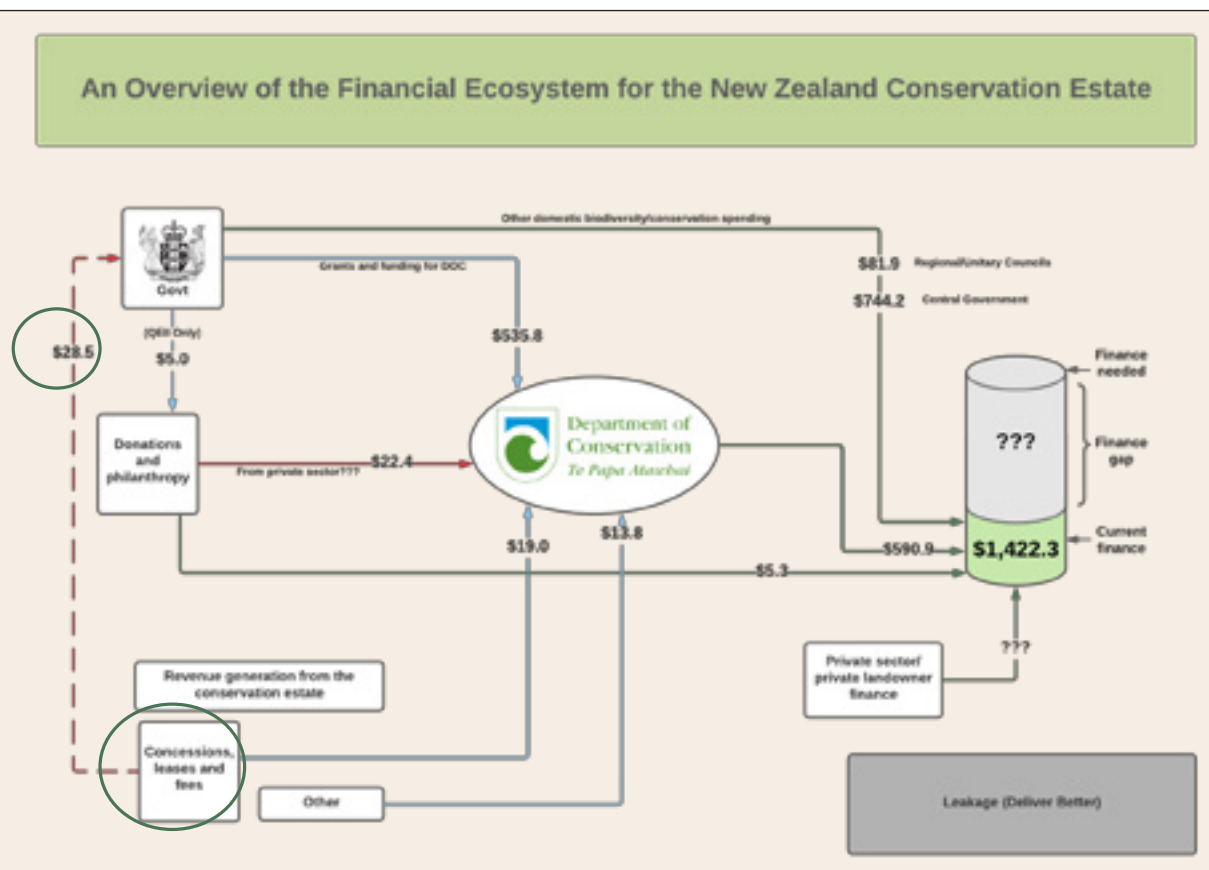 An Overview of the Financial Ecosystem for the New Zealand Conservation Estate
Other domestic biodiversity/conservation spending
Grants and funding for DOC
Govt
$81.9 Regional/Unitary Councils
$744.2 Central Government
(QEII Only)
$28.5
$5.0
$535.8
Finance
needed
Donations
and
philanthropy
From private sector???
$22.4
Department of
Conservation
Te Papa Atawhai
???
Finance
gap
$19.0
$13.8
$590.9
$1,422.3
Current
finance
$5.3
???
Private sector/
private landowner
finance
Revenue generation from the
conservation estate
Concessions,
leases and
fees
Other
Leakage (Deliver Better)